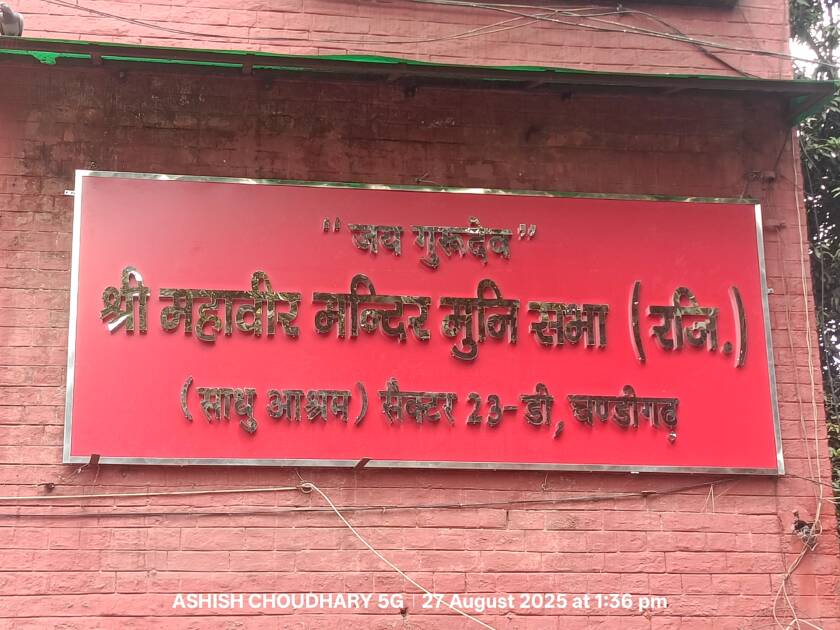 "जय गुरूदेव"
श्री महावीर मन्दिर मुनि सभा (रजि.)
(साधु आश्रम) सैक्टर 23-डी, चण्डीगढ़
ASHISH CHOUDHARY 5G | 27 August 2025 at 1:36 pm